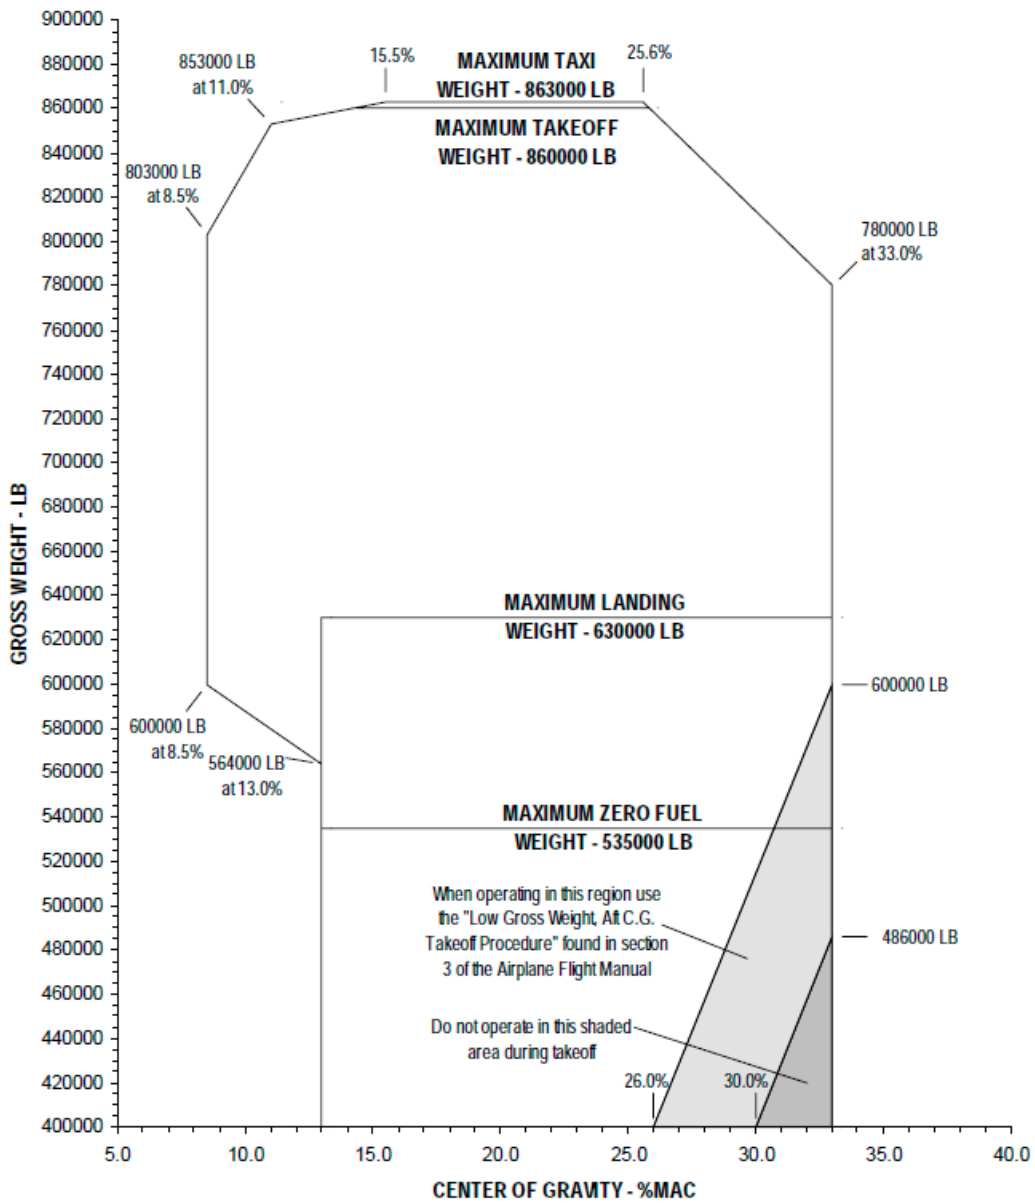 900000
880000
860000
840000
820000
800000
780000
760000
740000
720000
700000
680000
660000
640000
620000
600000
580000
560000
540000
520000
500000
480000
460000
440000
420000
400000
GROSS WEIGHT - LB
5.0
10.0
15.0
20.0
25.0
30.0
35.0
40.0
CENTER OF GRAVITY - %MAC
853000 LB
at 11.0%
15.5%
MAXIMUM TAXI
WEIGHT - 863000 LB
25.6%
MAXIMUM TAKEOFF
WEIGHT - 860000 LB
803000 LB
at 8.5%
780000 LB
at 33.0%
MAXIMUM LANDING
WEIGHT - 630000 LB
600000 LB
600000 LB
at 8.5%
564000 LB
at 13.0%
MAXIMUM ZERO FUEL
WEIGHT - 535000 LB
When operating in this region use
the "Low Gross Weight, Aft C.G.
Takeoff Procedure" found in section
3 of the Airplane Flight Manual
486000 LB
Do not operate in this shaded
area during takeoff
26.0%
30.0%